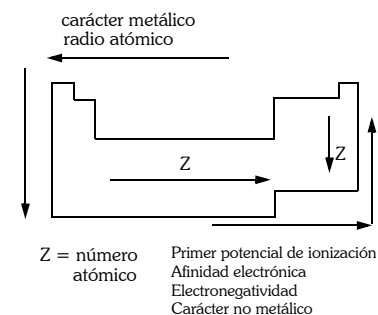 carácter metálico
radio atómico
Z
Z
Z = número
atómico
Primer potencial de ionización
Afinidad electrónica
Electronegatividad
Carácter no metálico